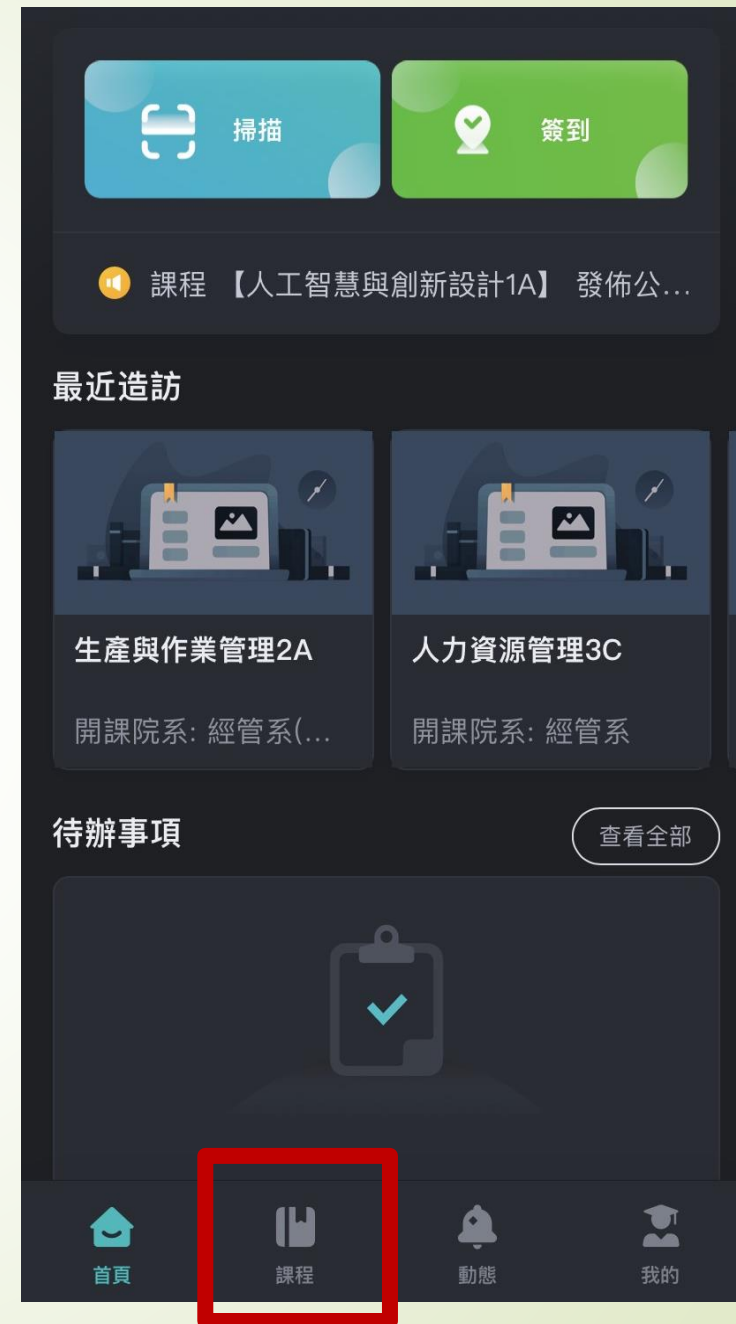 掃描
簽到
課程 【人工智慧與創新設計1A】 發佈公...
最近造訪
生產與作業管理2A
開課院系: 經管系(...
人力資源管理3C
開課院系: 經管系
待辦事項
查看全部
首頁
課程
動態
我的